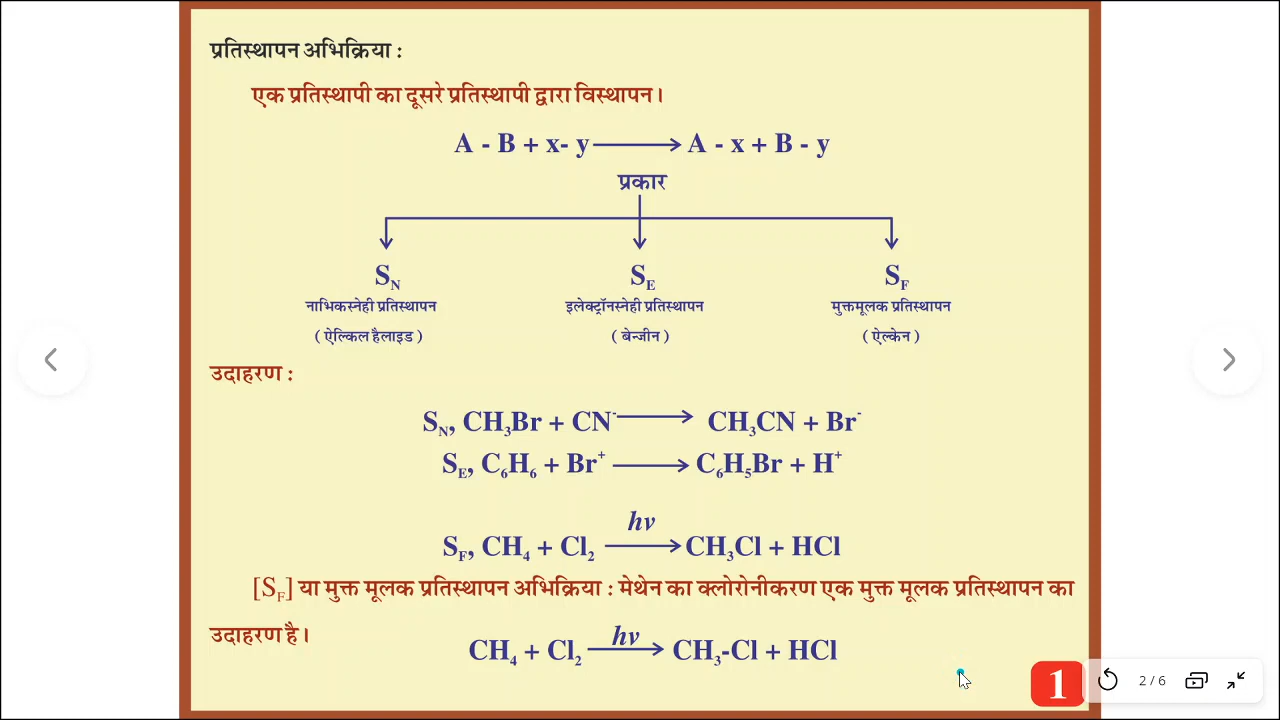 प्रतिस्थापन अभिक्रिया :
एक प्रतिस्थापी का दूसरे प्रतिस्थापी द्वारा विस्थापन।
A - B + x- y ⟶ A - x + B - y
प्रकार
S_N S_E S_F
नाभिकस्नेही प्रतिस्थापन इलेक्ट्रॉनस्नेही प्रतिस्थापन मुक्तमूलक प्रतिस्थापन
( ऐल्किल हैलाइड ) ( बेन्जीन ) ( ऐल्केन )
उदाहरण :
S_N, CH₃Br + CN⁻ ⟶ CH₃CN + Br⁻
S_E, C₆H₆ + Br⁺ ⟶ C₆H₅Br + H⁺
hv
S_F, CH₄ + Cl₂ ⟶ CH₃Cl + HCl
[S_F] या मुक्त मूलक प्रतिस्थापन अभिक्रिया : मेथेन का क्लोरोनीकरण एक मुक्त मूलक प्रतिस्थापन का
उदाहरण है।
hv
CH₄ + Cl₂ ⟶ CH₃-Cl + HCl
1 2 / 6